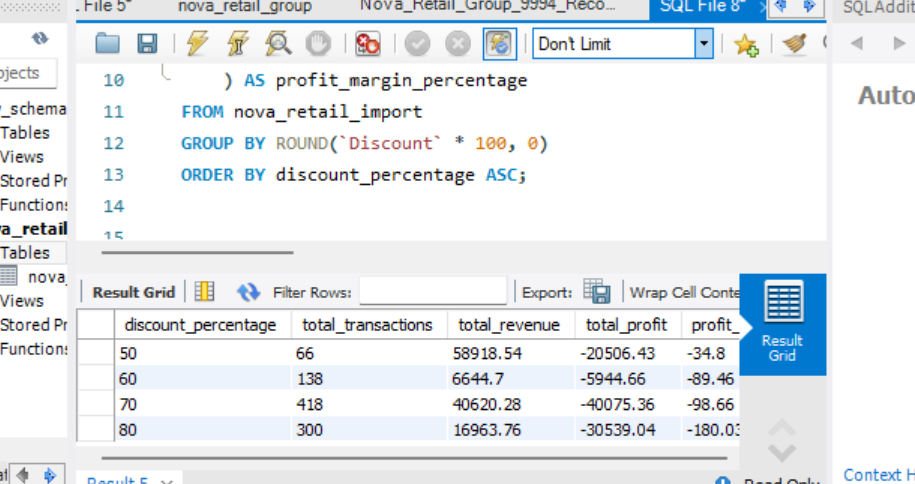 . File 5*
nova_retail_group
Nova_Retail_Group_9994_Reco...
SQL File 8*
SQLAddit
Don't Limit
ojects
_schema
Tables
Views
Stored Pr
Functions
a_retail
Tables
nova_
Views
Stored Pr
Functions
10 ) AS profit_margin_percentage
11 FROM nova_retail_import
12 GROUP BY ROUND(`Discount` * 100, 0)
13 ORDER BY discount_percentage ASC;
14
15
Auto
Result Grid
Filter Rows:
Export:
Wrap Cell Conte
discount_percentage total_transactions total_revenue total_profit profit_
50 66 58918.54 -20506.43 -34.8
60 138 6644.7 -5944.66 -89.46
70 418 40620.28 -40075.36 -98.66
80 300 16963.76 -30539.04 -180.03
Result
Grid
Result 5
Read Only
Context H